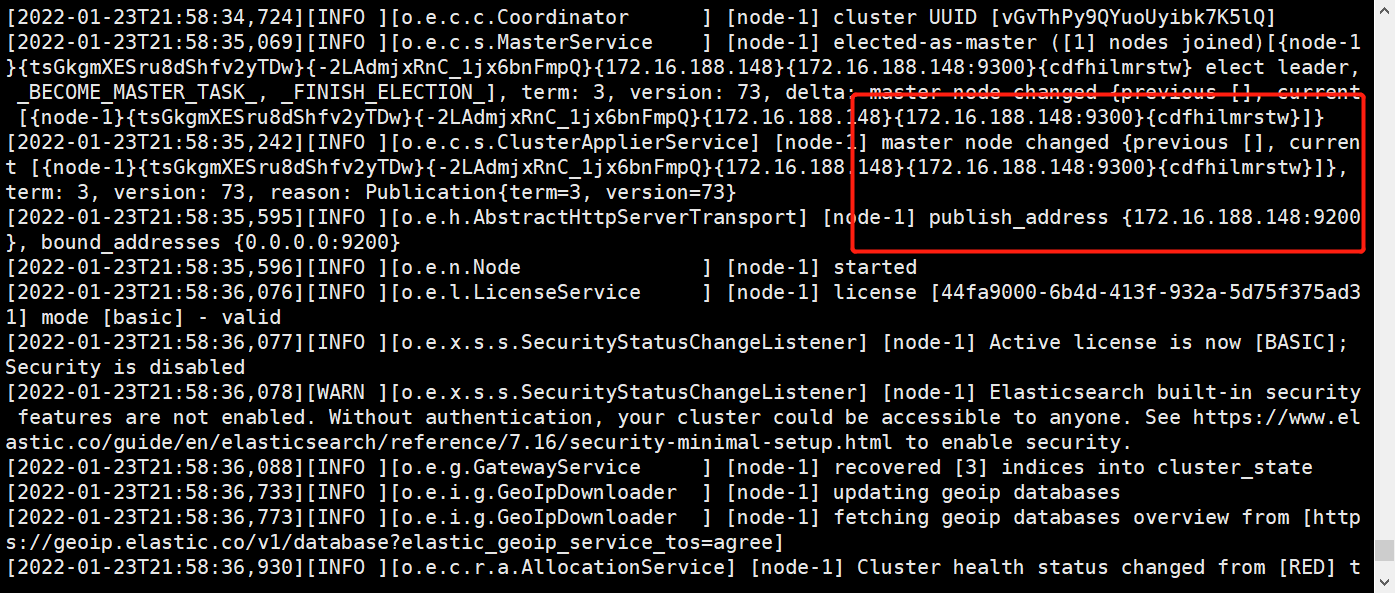 [2022-01-23T21:58:34,724][INFO ][o.e.c.c.Coordinator      ] [node-1] cluster UUID [vGvThPy9QYuoUyibk7K5lQ]
[2022-01-23T21:58:35,069][INFO ][o.e.c.s.MasterService    ] [node-1] elected-as-master ([1] nodes joined)[{node-1
}{tsGkgmXESru8dShfv2yTDw}{-2LAdmjxRnC_1jx6bnFmpQ}{172.16.188.148}{172.16.188.148:9300}{cdfhilmrstw} elect leader,
 _BECOME_MASTER_TASK_, _FINISH_ELECTION_], term: 3, version: 73, delta: master node changed {previous [], current
 [{node-1}{tsGkgmXESru8dShfv2yTDw}{-2LAdmjxRnC_1jx6bnFmpQ}{172.16.188.148}{172.16.188.148:9300}{cdfhilmrstw}]}
[2022-01-23T21:58:35,242][INFO ][o.e.c.s.ClusterApplierService] [node-1] master node changed {previous [], curren
t [{node-1}{tsGkgmXESru8dShfv2yTDw}{-2LAdmjxRnC_1jx6bnFmpQ}{172.16.188.148}{172.16.188.148:9300}{cdfhilmrstw}]},
term: 3, version: 73, reason: Publication{term=3, version=73}
[2022-01-23T21:58:35,595][INFO ][o.e.h.AbstractHttpServerTransport] [node-1] publish_address {172.16.188.148:9200
}, bound_addresses {0.0.0.0:9200}
[2022-01-23T21:58:35,596][INFO ][o.e.n.Node               ] [node-1] started
[2022-01-23T21:58:36,076][INFO ][o.e.l.LicenseService     ] [node-1] license [44fa9000-6b4d-413f-932a-5d75f375ad3
1] mode [basic] - valid
[2022-01-23T21:58:36,077][INFO ][o.e.x.s.s.SecurityStatusChangeListener] [node-1] Active license is now [BASIC];
Security is disabled
[2022-01-23T21:58:36,078][WARN ][o.e.x.s.s.SecurityStatusChangeListener] [node-1] Elasticsearch built-in security
 features are not enabled. Without authentication, your cluster could be accessible to anyone. See https://www.el
astic.co/guide/en/elasticsearch/reference/7.16/security-minimal-setup.html to enable security.
[2022-01-23T21:58:36,088][INFO ][o.e.g.GatewayService     ] [node-1] recovered [3] indices into cluster_state
[2022-01-23T21:58:36,733][INFO ][o.e.i.g.GeoIpDownloader  ] [node-1] updating geoip databases
[2022-01-23T21:58:36,773][INFO ][o.e.i.g.GeoIpDownloader  ] [node-1] fetching geoip databases overview from [http
s://geoip.elastic.co/v1/database?elastic_geoip_service_tos=agree]
[2022-01-23T21:58:36,930][INFO ][o.e.c.r.a.AllocationService] [node-1] Cluster health status changed from [RED] t